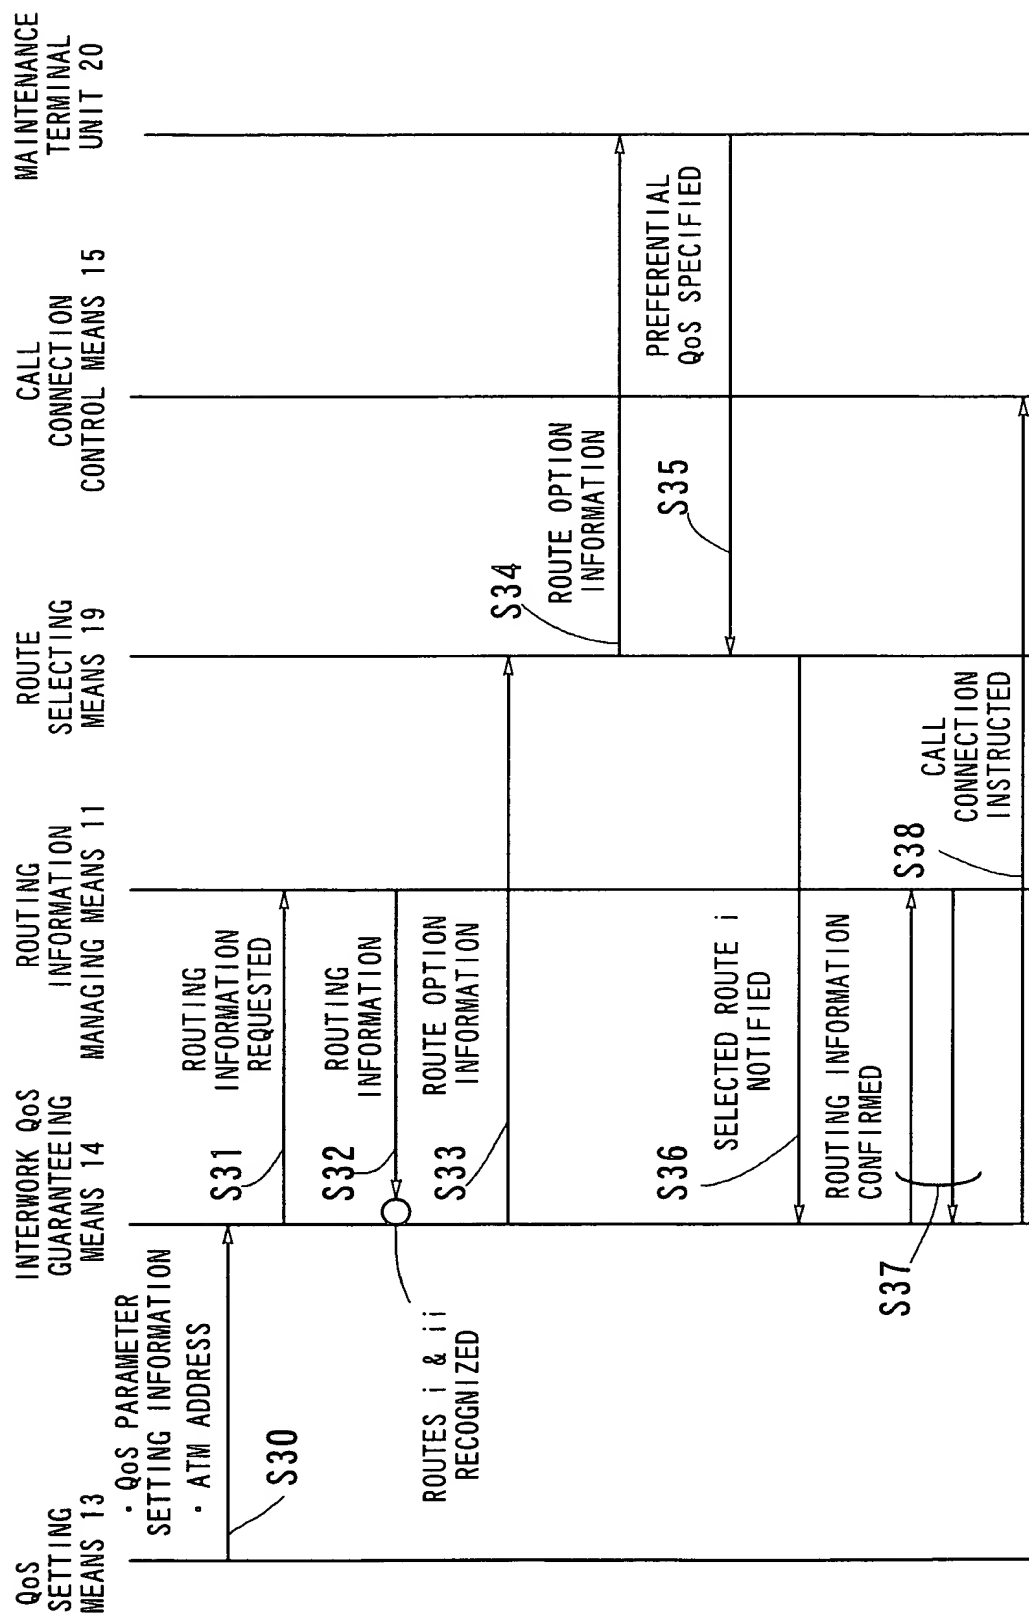 QoS
SETTING
MEANS 13
INTERWORK QoS
GUARANTEEING
MEANS 14
ROUTING
INFORMATION
MANAGING MEANS 11
ROUTE
SELECTING
MEANS 19
CALL
CONNECTION
CONTROL MEANS 15
MAINTENANCE
TERMINAL
UNIT 20
· QoS PARAMETER
SETTING INFORMATION
· ATM ADDRESS
S30
S31
ROUTING
INFORMATION
REQUESTED
S32
ROUTING
INFORMATION
ROUTES i & ii
RECOGNIZED
S33
ROUTE OPTION
INFORMATION
S34
ROUTE OPTION
INFORMATION
S35
PREFERENTIAL
QoS SPECIFIED
S36
SELECTED ROUTE i
NOTIFIED
ROUTING INFORMATION
CONFIRMED
S37
S38
CALL
CONNECTION
INSTRUCTED